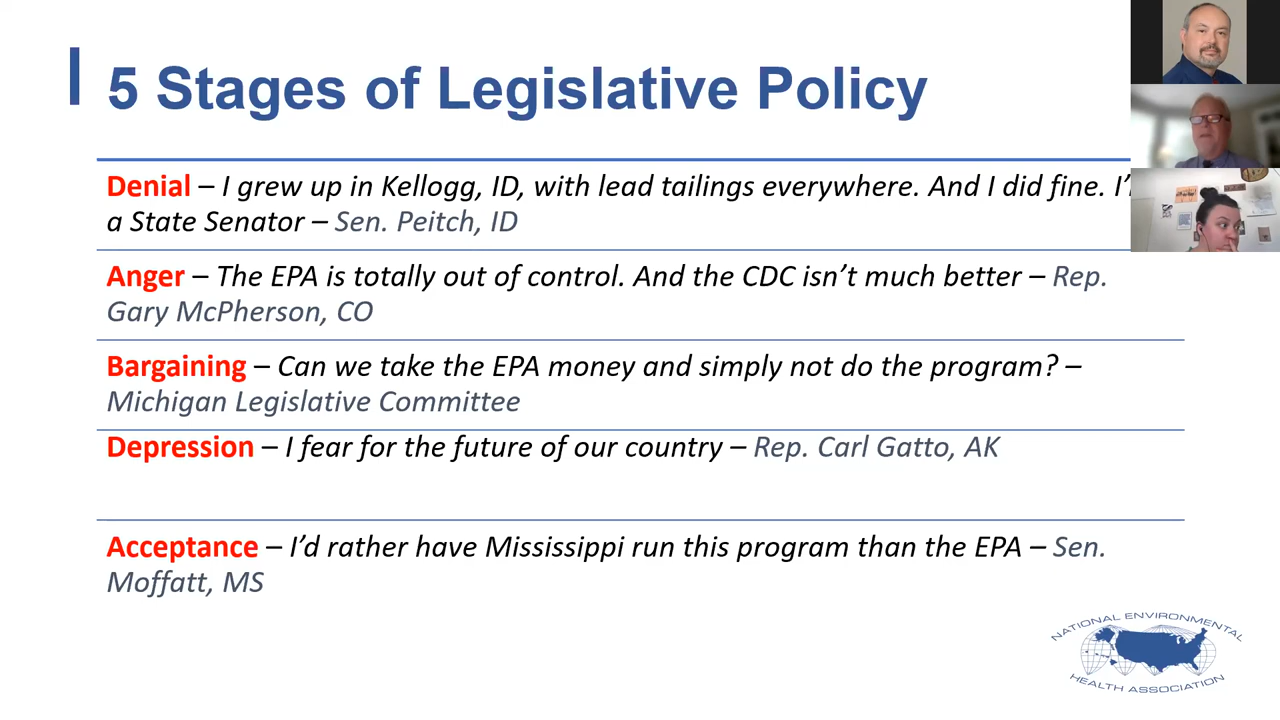 5 Stages of Legislative Policy
Denial – I grew up in Kellogg, ID, with lead tailings everywhere. And I did fine. I'
a State Senator – Sen. Peitch, ID
Anger – The EPA is totally out of control. And the CDC isn't much better – Rep.
Gary McPherson, CO
Bargaining – Can we take the EPA money and simply not do the program? –
Michigan Legislative Committee
Depression – I fear for the future of our country – Rep. Carl Gatto, AK
Acceptance – I'd rather have Mississippi run this program than the EPA – Sen.
Moffatt, MS
NATIONAL ENVIRONMENTAL
HEALTH ASSOCIATION